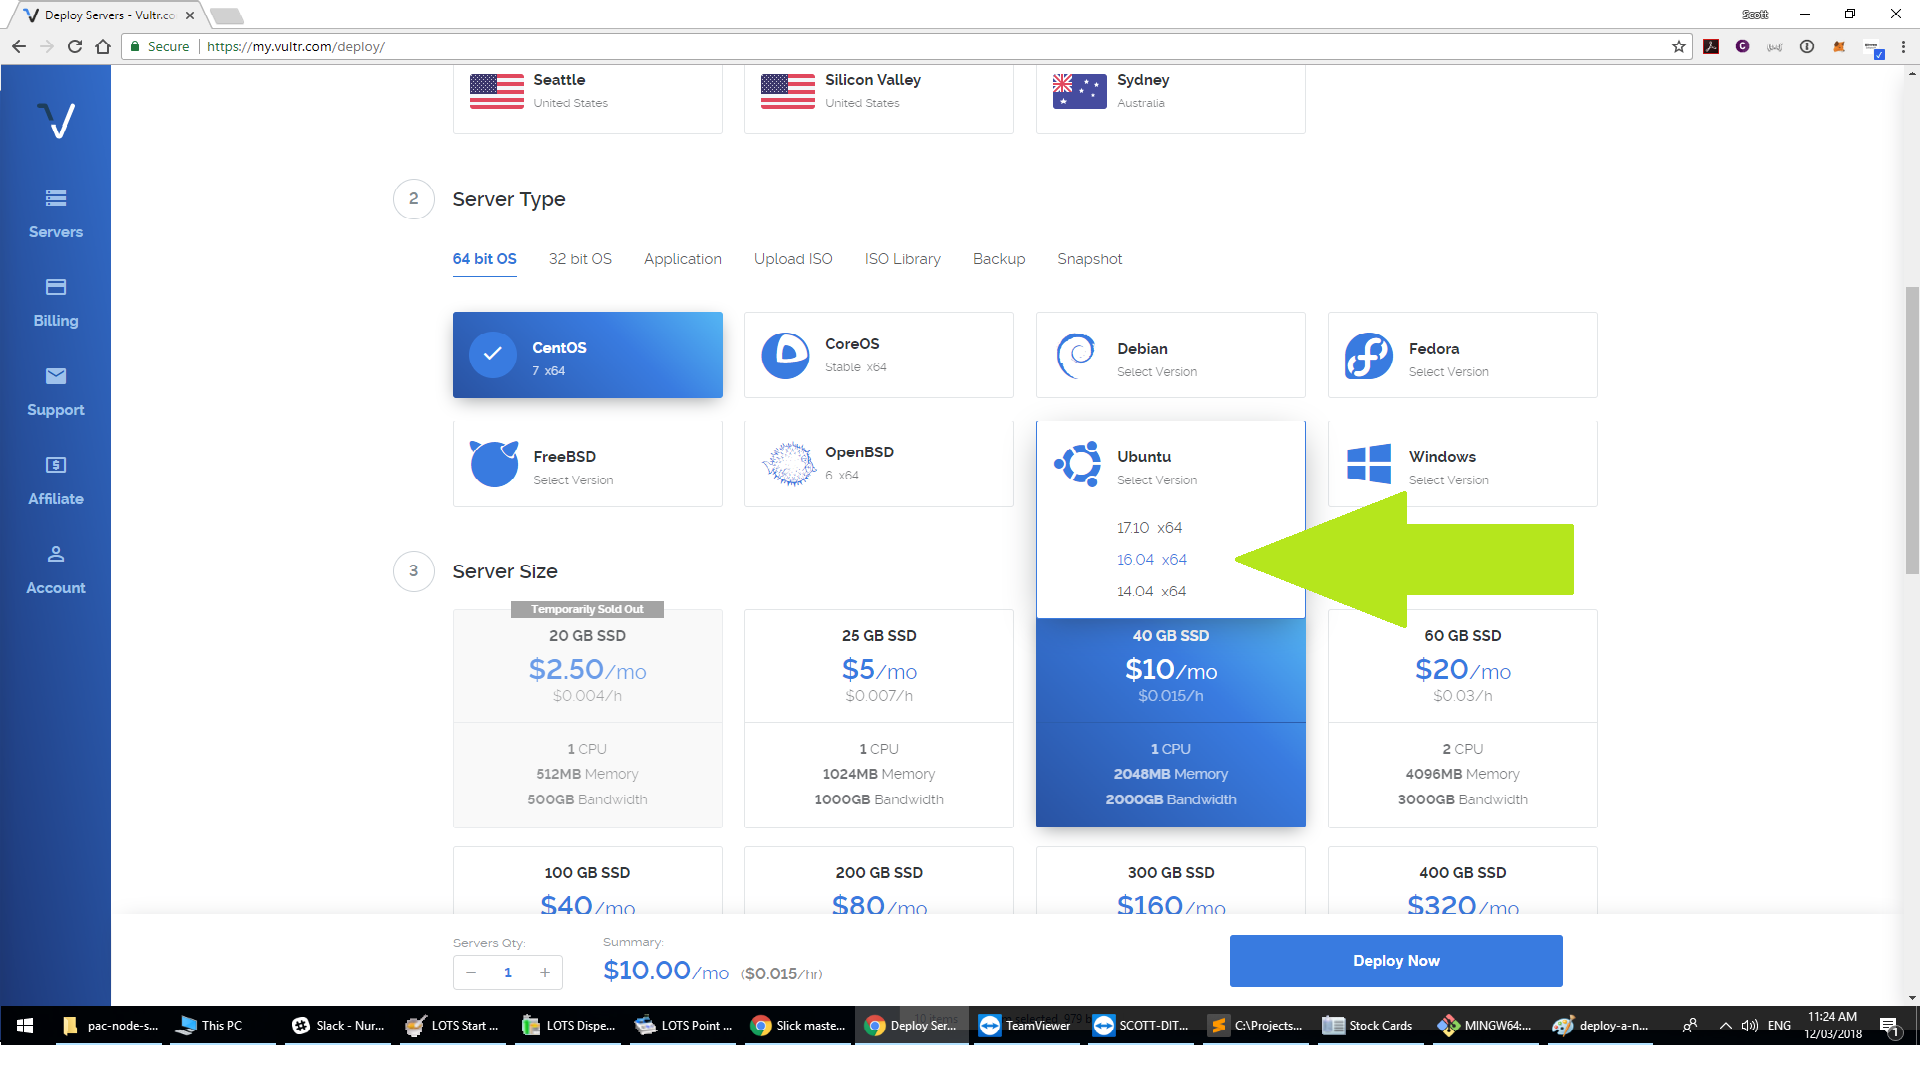 Deploy Servers - Vultr.co
Scott
Secure
https://my.vultr.com/deploy/
Seattle
United States
Silicon Valley
United States
Sydney
Australia
Servers
Billing
Support
Affiliate
Account
2
Server Type
64 bit OS
32 bit OS
Application
Upload ISO
ISO Library
Backup
Snapshot
CentOS
7 x64
CoreOS
Stable x64
Debian
Select Version
Fedora
Select Version
FreeBSD
Select Version
OpenBSD
6 x64
Ubuntu
Select Version
17.10 x64
16.04 x64
14.04 x64
Windows
Select Version
3
Server Size
Temporarily Sold Out
20 GB SSD
$2.50/mo
$0.004/h
1 CPU
512MB Memory
500GB Bandwidth
25 GB SSD
$5/mo
$0.007/h
1 CPU
1024MB Memory
1000GB Bandwidth
40 GB SSD
$10/mo
$0.015/h
1 CPU
2048MB Memory
2000GB Bandwidth
60 GB SSD
$20/mo
$0.03/h
2 CPU
4096MB Memory
3000GB Bandwidth
100 GB SSD
$40/mo
200 GB SSD
$80/mo
300 GB SSD
$160/mo
400 GB SSD
$320/mo
Servers Qty:
− 1 +
Summary:
$10.00/mo ($0.015/hr)
Deploy Now
pac-node-s...
This PC
Slack - Nur...
LOTS Start ...
LOTS Dispe...
LOTS Point ...
Slick maste...
Deploy Ser...
TeamViewer
SCOTT-DIT...
C:\Projects...
Stock Cards
MINGW64:...
deploy-a-n...
ENG
11:24 AM
12/03/2018
1